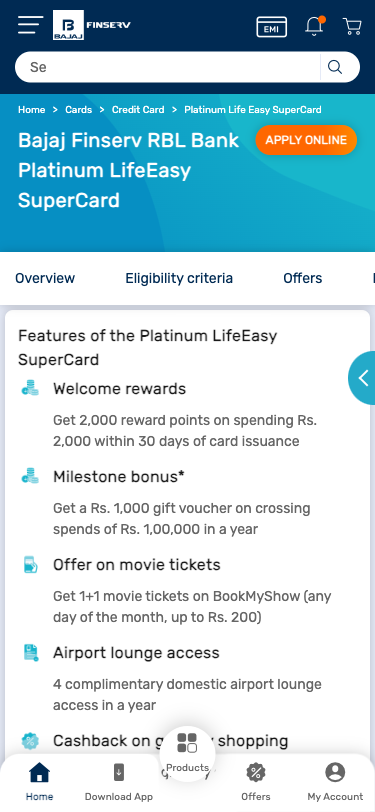 B
BAJAJ
FINSERV
EMI
Se
Home > Cards > Credit Card > Platinum Life Easy SuperCard
Bajaj Finserv RBL Bank
Platinum LifeEasy
SuperCard
APPLY ONLINE
Overview
Eligibility criteria
Offers
Features of the Platinum LifeEasy
SuperCard
Welcome rewards
Get 2,000 reward points on spending Rs.
2,000 within 30 days of card issuance
Milestone bonus*
Get a Rs. 1,000 gift voucher on crossing
spends of Rs. 1,00,000 in a year
Offer on movie tickets
Get 1+1 movie tickets on BookMyShow (any
day of the month, up to Rs. 200)
Airport lounge access
4 complimentary domestic airport lounge
access in a year
Cashback on shopping
Products
Home
Download App
Offers
My Account